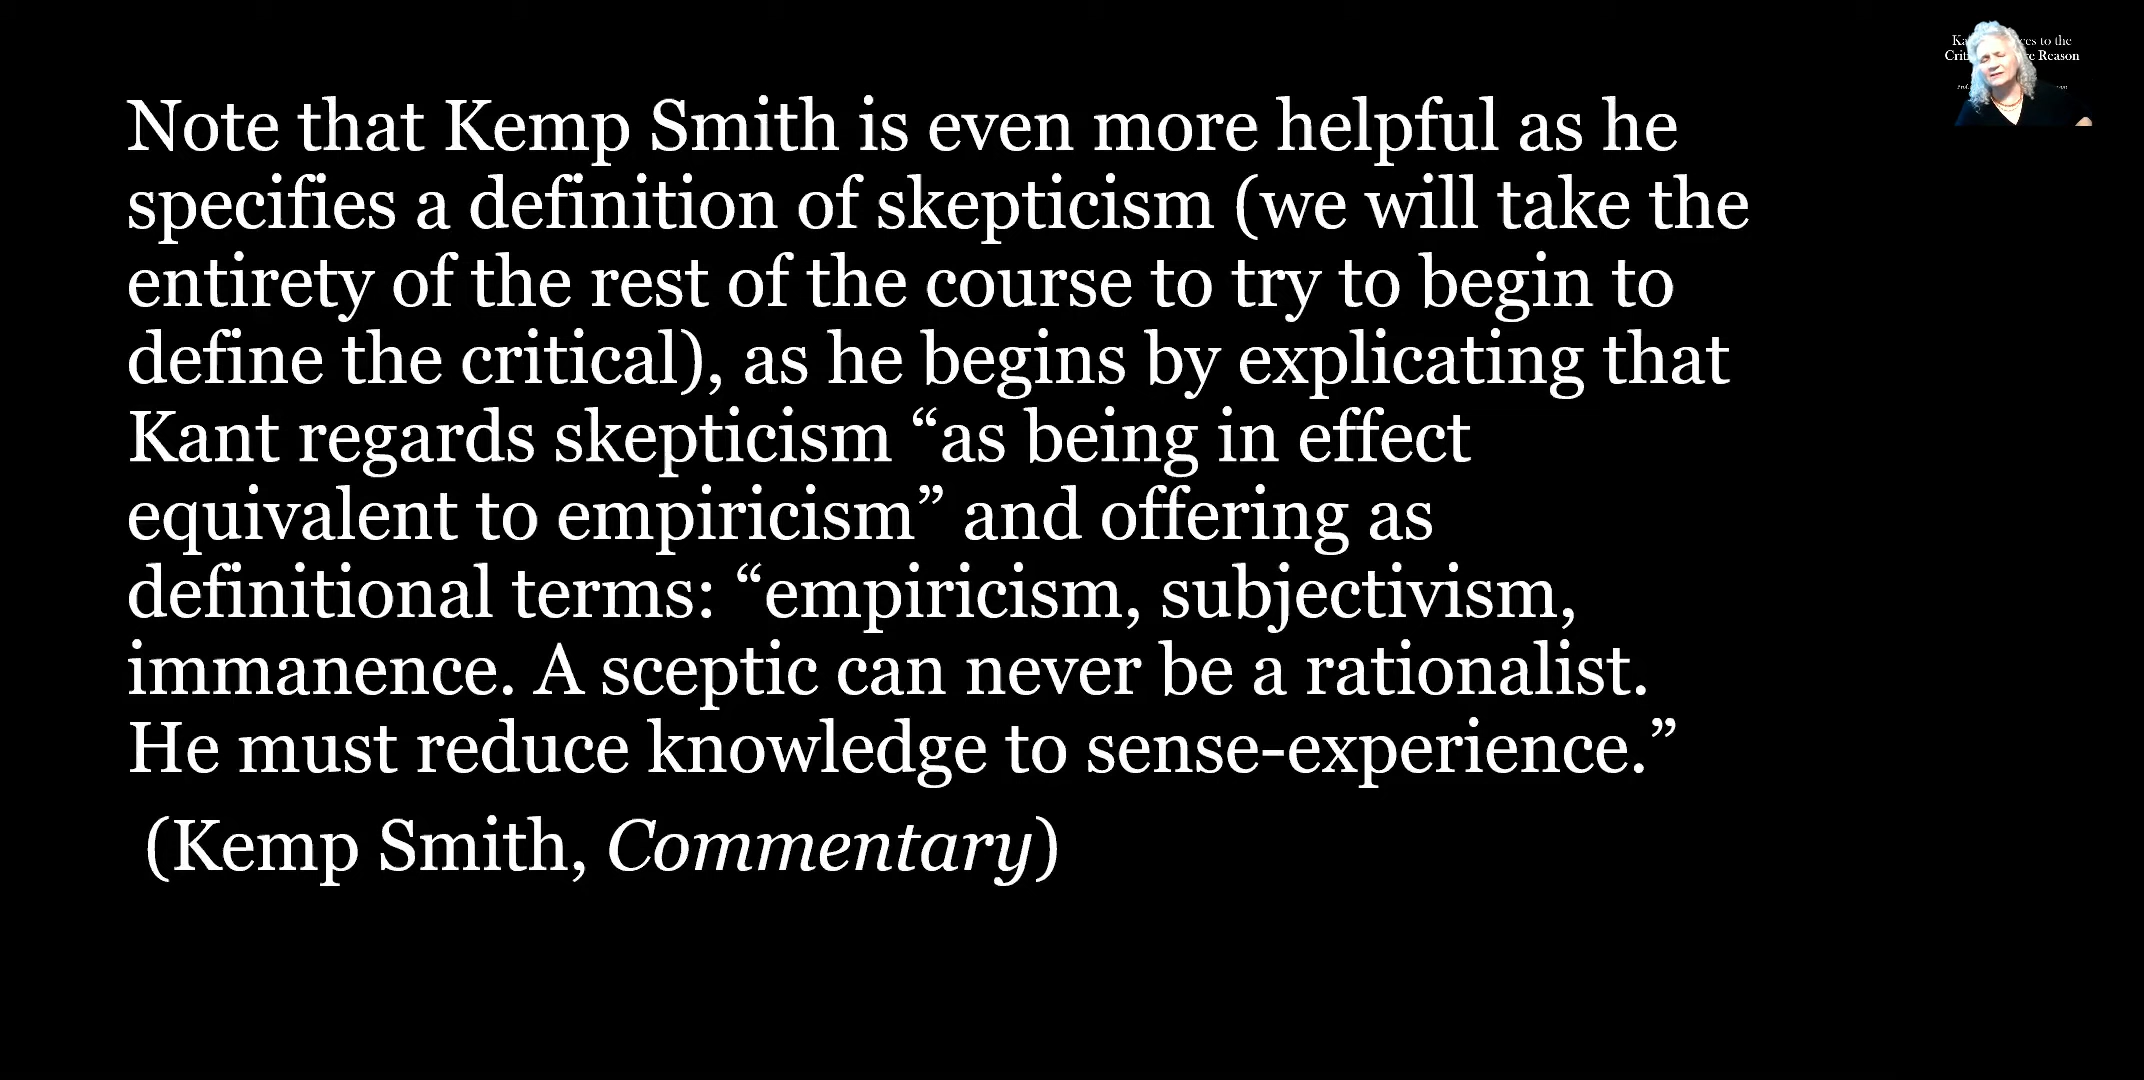 Note that Kemp Smith is even more helpful as he
specifies a definition of skepticism (we will take the
entirety of the rest of the course to try to begin to
define the critical), as he begins by explicating that
Kant regards skepticism “as being in effect
equivalent to empiricism” and offering as
definitional terms: “empiricism, subjectivism,
immanence. A sceptic can never be a rationalist.
He must reduce knowledge to sense-experience.”
(Kemp Smith, Commentary)
to the
Reason